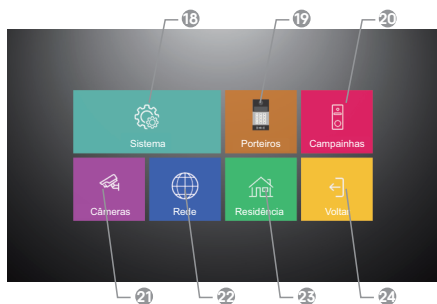 18 19 20
Sistema Porteiros Campainhas
Câmeras Rede Residência Voltar
21 22 23 24